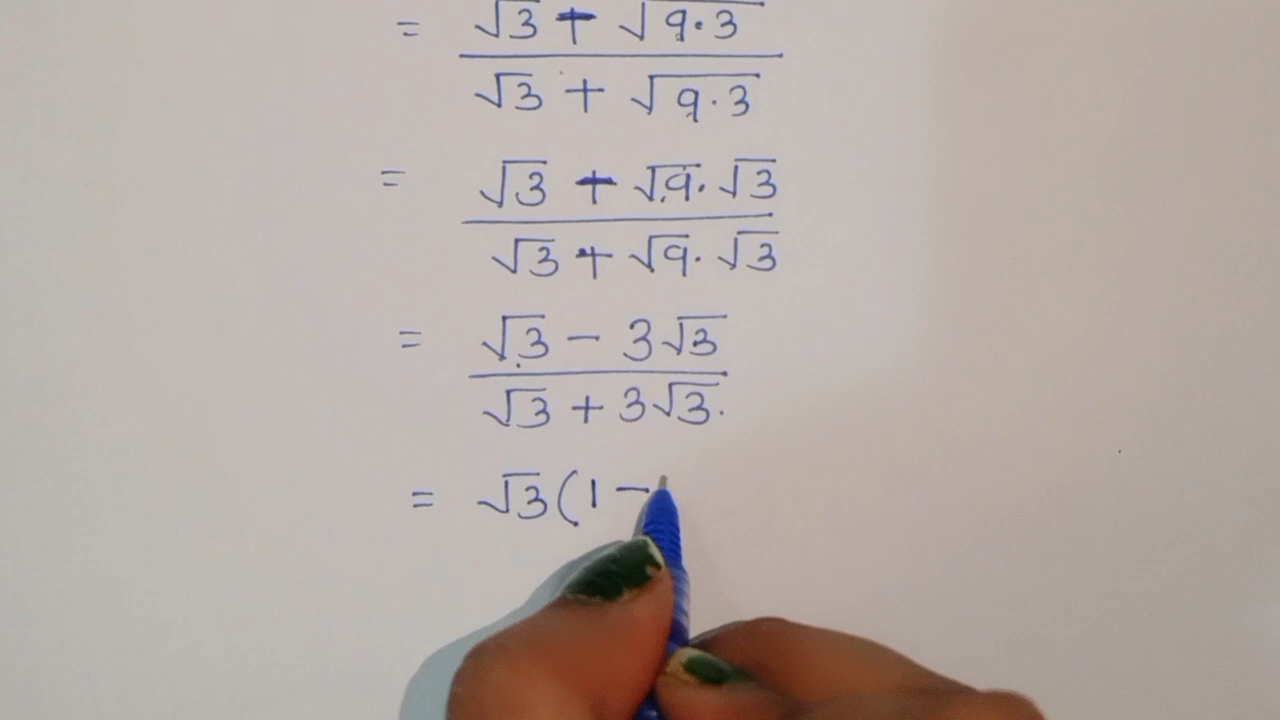 = √3 - √9·3 / √3 + √9·3
= √3 - √9·√3 / √3 + √9·√3
= √3 - 3√3 / √3 + 3√3
= √3(1 -